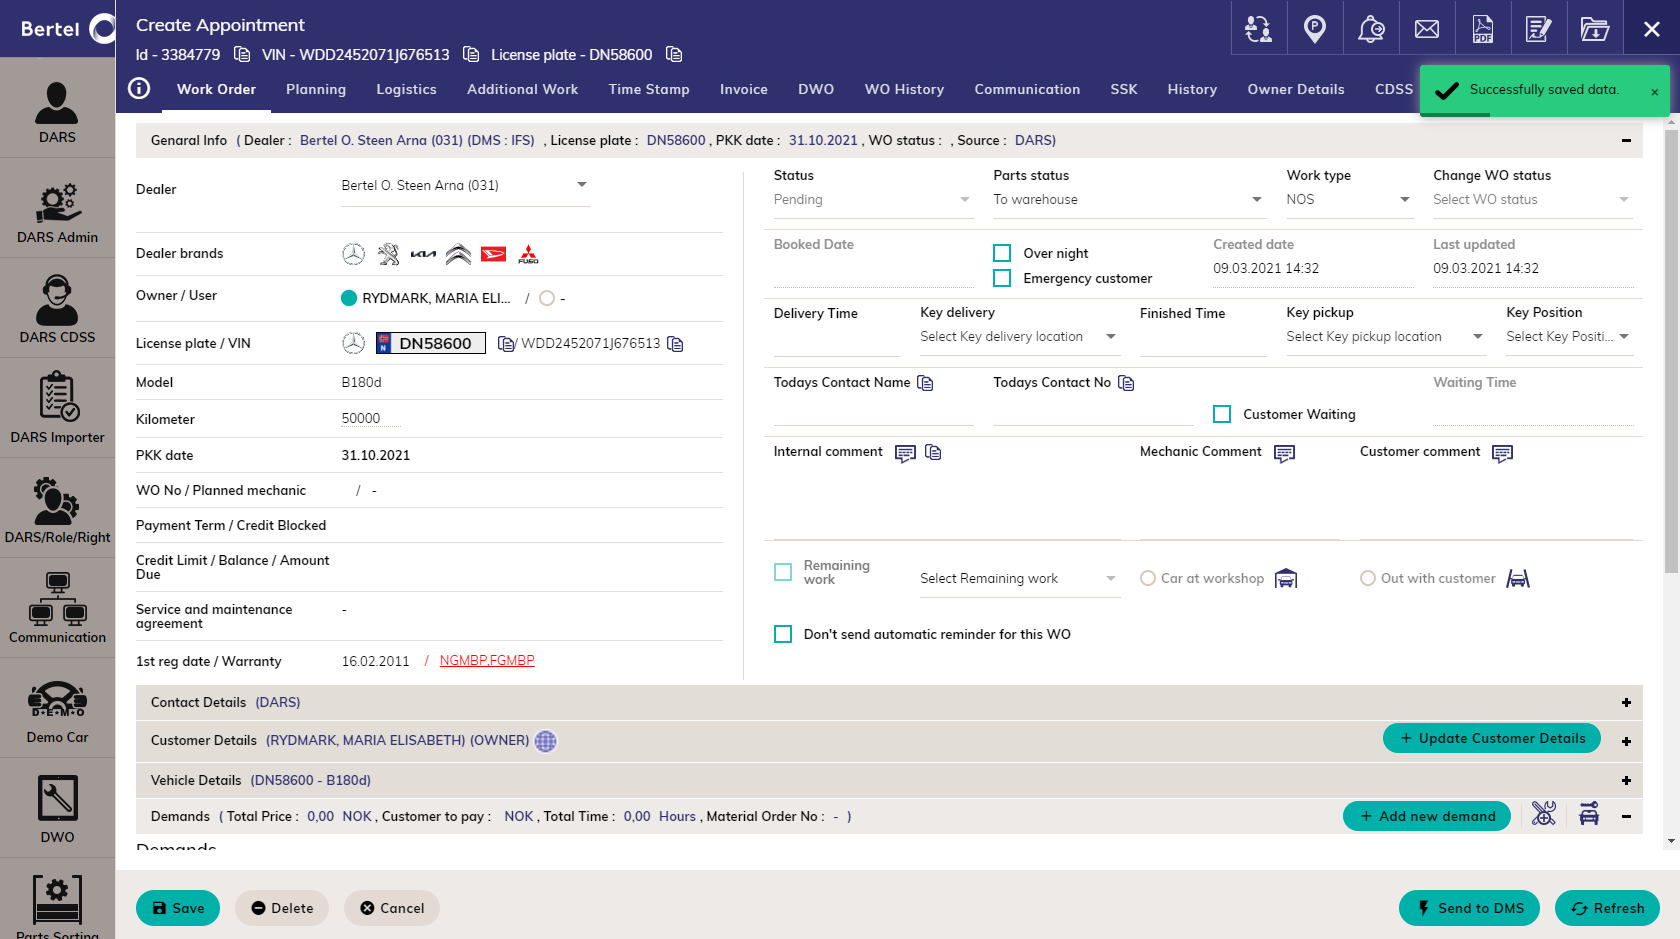 Bertel
Create Appointment
Id - 3384779 VIN - WDD2452071J676513 License plate - DN58600
Work Order Planning Logistics Additional Work Time Stamp Invoice DWO WO History Communication SSK History Owner Details CDSS
Successfully saved data. ×
PDF
DARS
DARS Admin
DARS CDSS
DARS Importer
DARS/Role/Right
Communication
D•E•M•O
Demo Car
DWO
Parts Sorting
Genaral Info ( Dealer : Bertel O. Steen Arna (031) (DMS : IFS) , License plate : DN58600 , PKK date : 31.10.2021 , WO status : , Source : DARS)
Dealer Bertel O. Steen Arna (031)
Dealer brands
FUSO
Owner / User RYDMARK, MARIA ELI... / -
License plate / VIN N DN58600 / WDD2452071J676513
Model B180d
Kilometer 50000
PKK date 31.10.2021
WO No / Planned mechanic / -
Payment Term / Credit Blocked
Credit Limit / Balance / Amount
Due
Service and maintenance
agreement -
1st reg date / Warranty 16.02.2011 / NGMBP,FGMBP
Status Parts status Work type Change WO status
Pending To warehouse NOS Select WO status
Booked Date Over night Created date Last updated
Emergency customer 09.03.2021 14:32 09.03.2021 14:32
Delivery Time Key delivery Finished Time Key pickup Key Position
Select Key delivery location Select Key pickup location Select Key Positi...
Todays Contact Name Todays Contact No Waiting Time
Customer Waiting
Internal comment Mechanic Comment Customer comment
Remaining
work Select Remaining work Car at workshop Out with customer
Don't send automatic reminder for this WO
Contact Details (DARS)
Customer Details (RYDMARK, MARIA ELISABETH) (OWNER) + Update Customer Details
Vehicle Details (DN58600 - B180d)
Demands ( Total Price : 0,00 NOK , Customer to pay : NOK , Total Time : 0,00 Hours , Material Order No : - ) + Add new demand
Demands
Save Delete Cancel Send to DMS Refresh